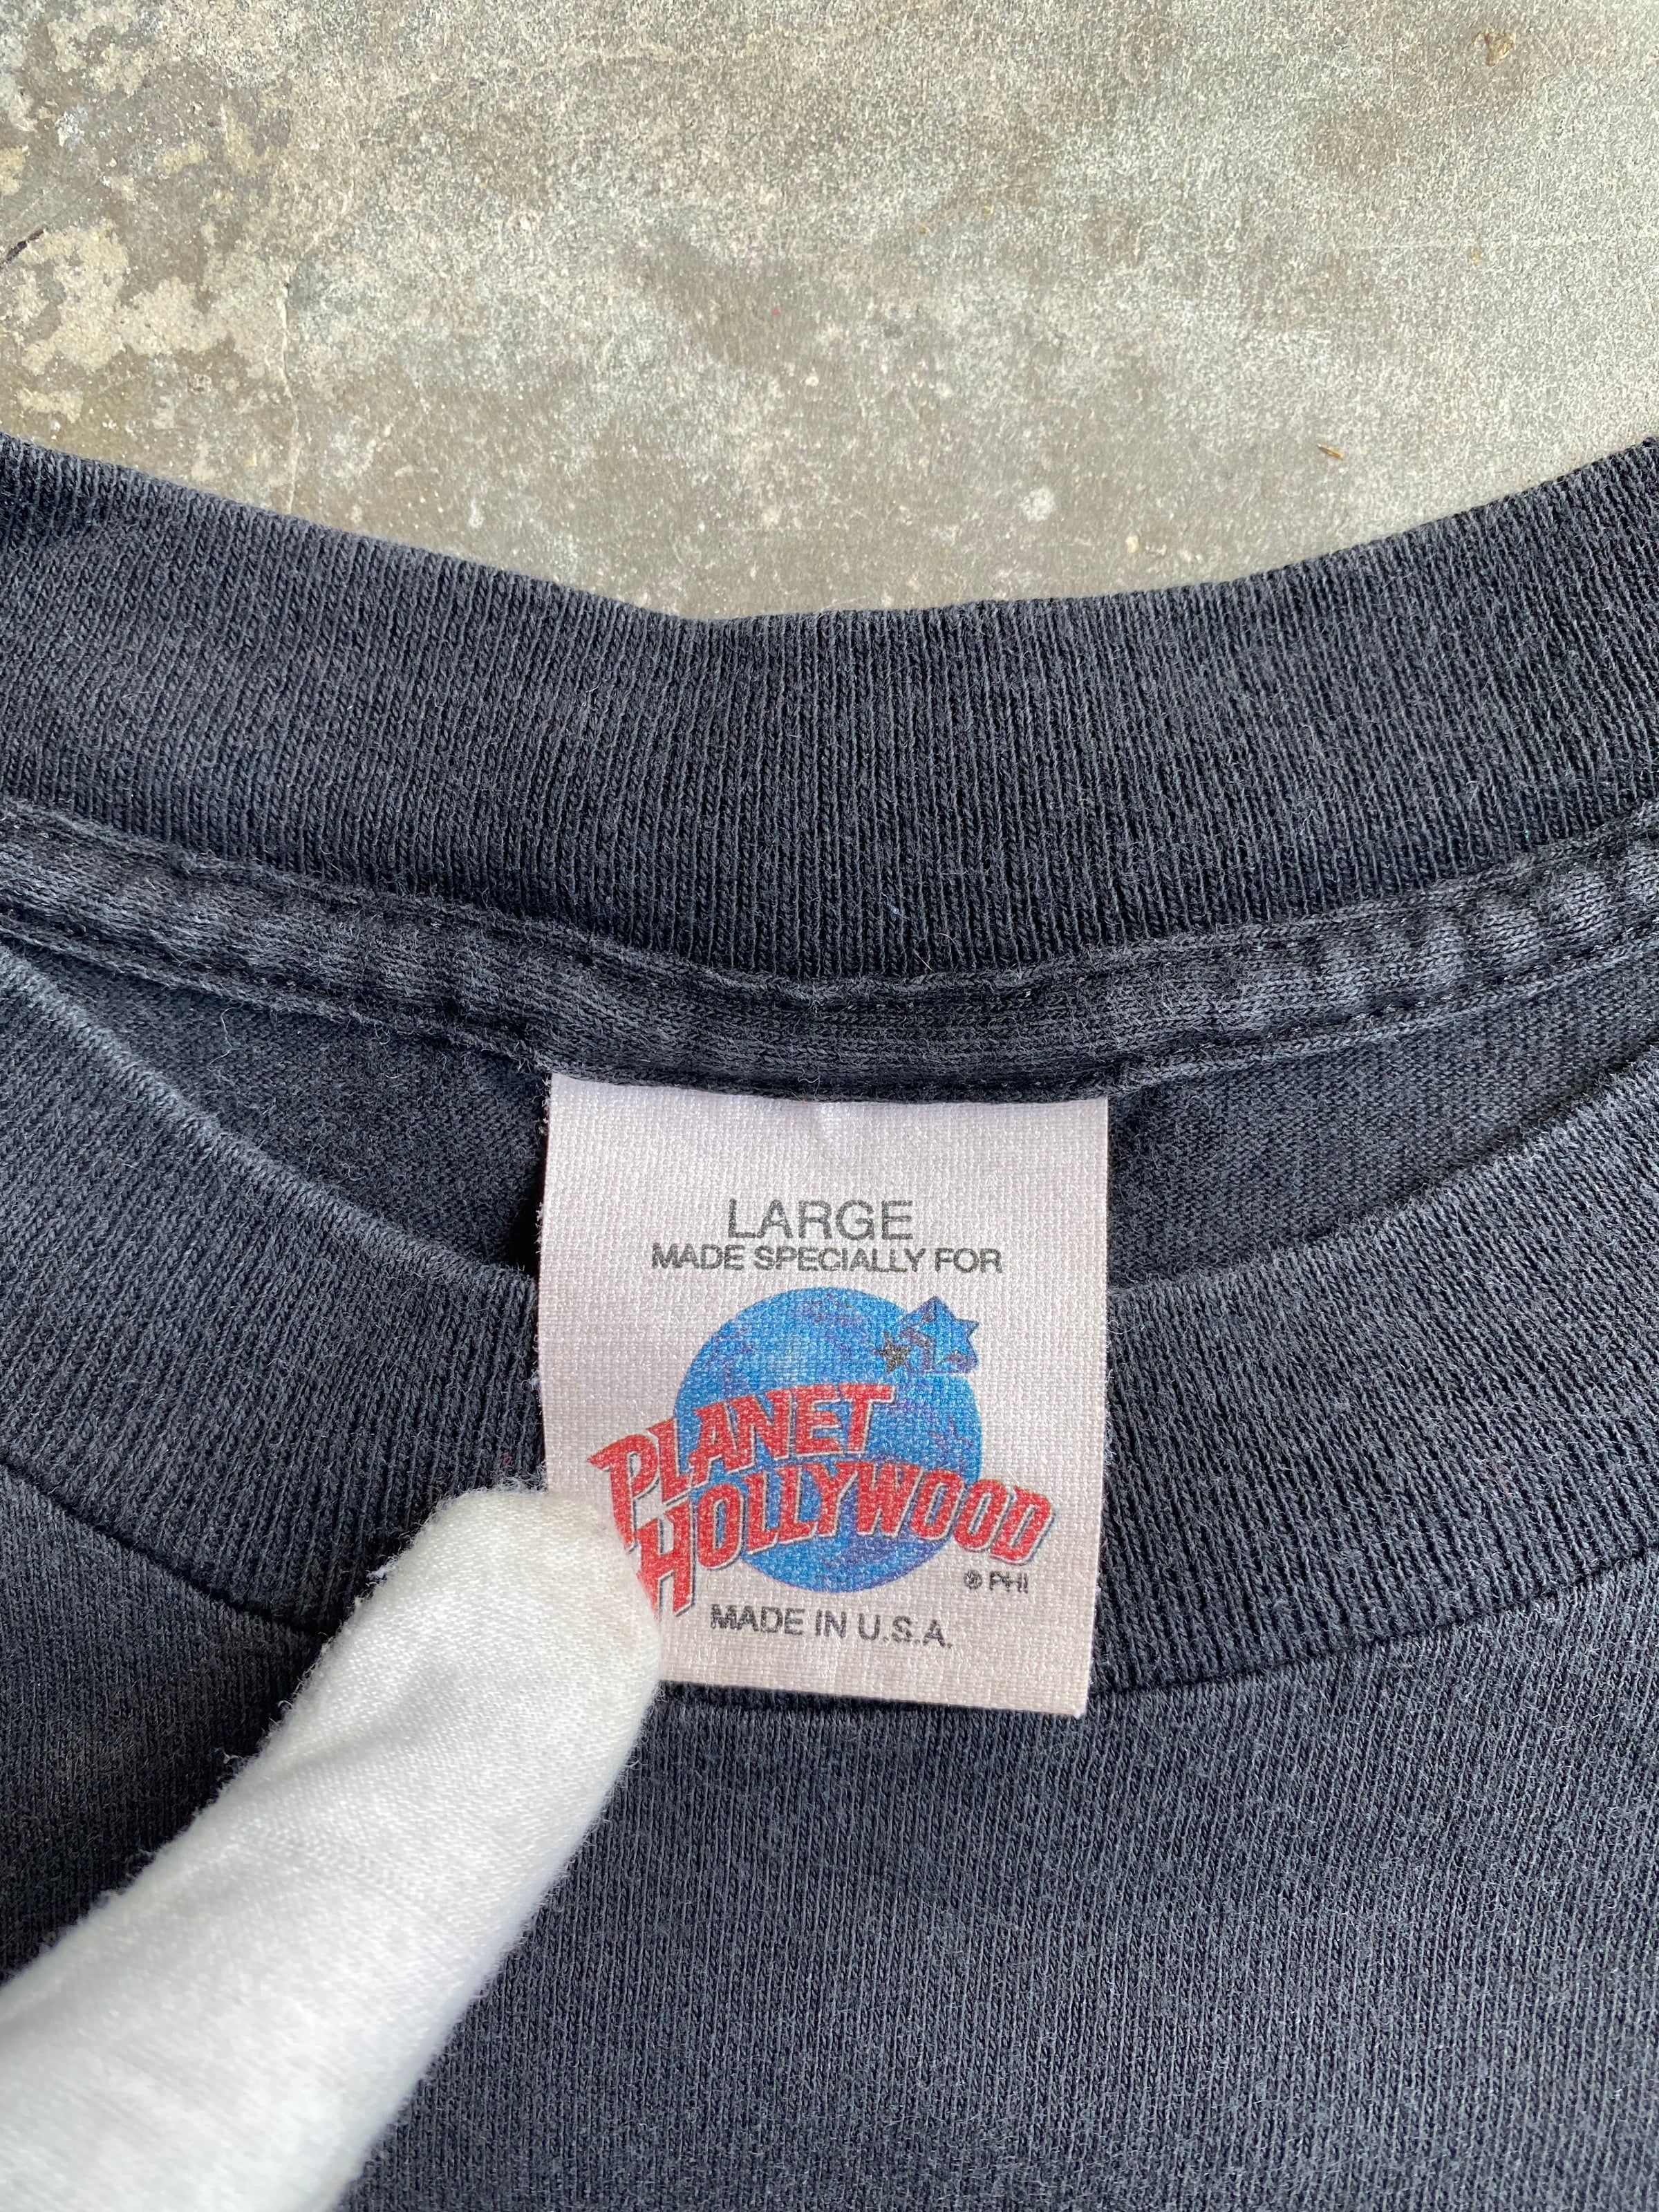 LARGE
MADE SPECIALLY FOR
PLANET
HOLLYWOOD
® PHI
MADE IN U.S.A.